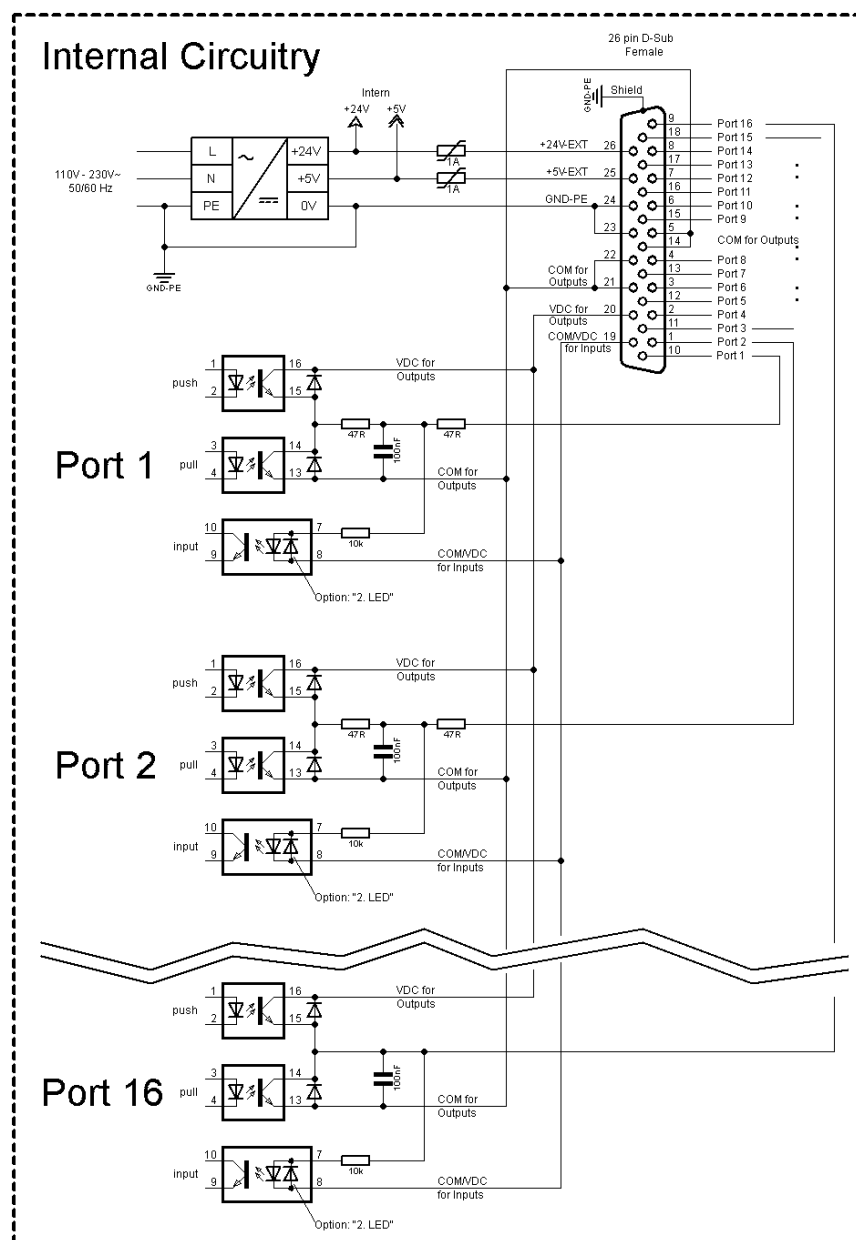 Internal Circuitry
26 pin D-Sub
Female
GND-PE
Shield
Intern
+24V +5V
L +24V
N +5V
PE 0V
110V - 230V~
50/60 Hz
GND-PE
1A
1A
+24V-EXT 26
+5V-EXT 25
GND-PE 24
23
22
COM for
Outputs 21
VDC for 20
Outputs
COM/VDC 19
for Inputs
9 Port 16
18 Port 15
8 Port 14
17 Port 13
7 Port 12
16 Port 11
6 Port 10
15 Port 9
5
14 COM for Outputs
4 Port 8
13 Port 7
3 Port 6
12 Port 5
2 Port 4
11 Port 3
1 Port 2
10 Port 1
Port 1
push
1 16
2 15
VDC for
Outputs
47R
100nF
47R
pull
3 14
4 13
COM for
Outputs
input
10 7
9 8
10k
COM/VDC
for Inputs
Option: "2. LED"
Port 2
push
1 16
2 15
VDC for
Outputs
47R
100nF
47R
pull
3 14
4 13
COM for
Outputs
input
10 7
9 8
10k
COM/VDC
for Inputs
Option: "2. LED"
Port 16
push
1 16
2 15
VDC for
Outputs
100nF
pull
3 14
4 13
COM for
Outputs
input
10 7
9 8
10k
COM/VDC
for Inputs
Option: "2. LED"